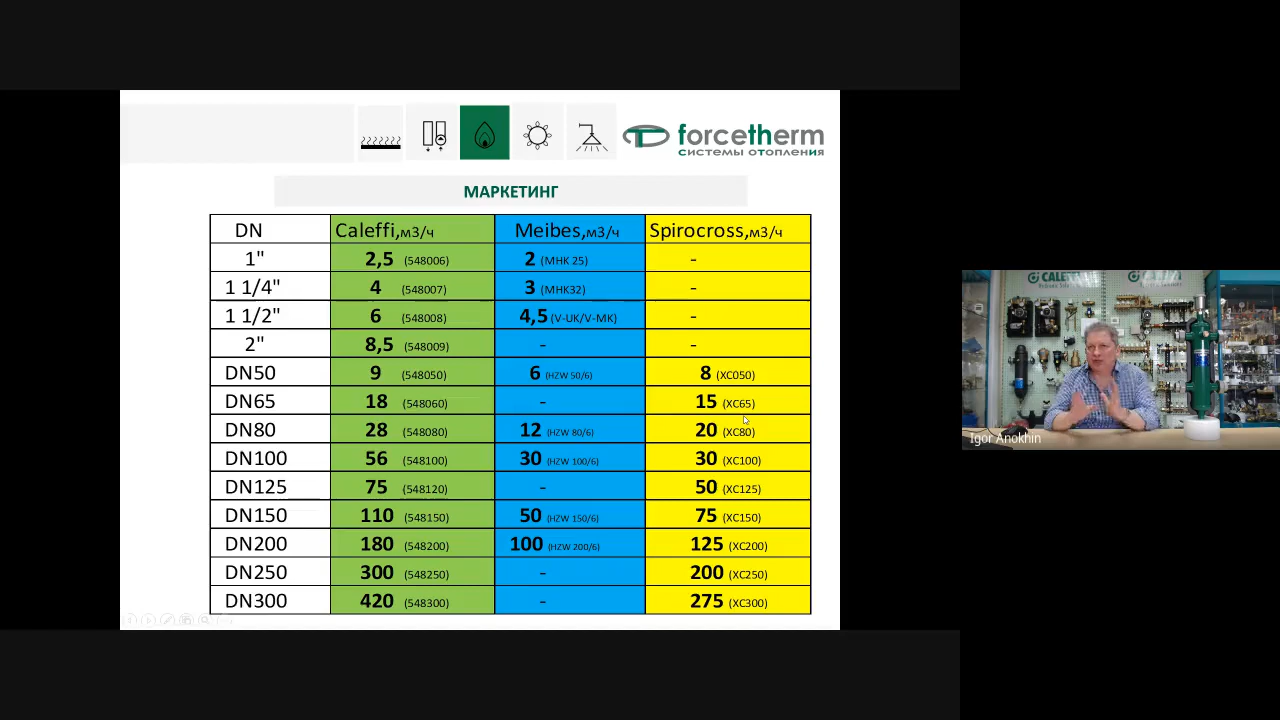 forcetherm
системы отопления
МАРКЕТИНГ
DN Caleffi,м3/ч Meibes,м3/ч Spirocross,м3/ч
1" 2,5 (548006) 2 (МНК 25) -
1 1/4" 4 (548007) 3 (МНК32) -
1 1/2" 6 (548008) 4,5 (V-UK/V-MK) -
2" 8,5 (548009) - -
DN50 9 (548050) 6 (HZW 50/6) 8 (XC050)
DN65 18 (548060) - 15 (XC65)
DN80 28 (548080) 12 (HZW 80/6) 20 (XC80)
DN100 56 (548100) 30 (HZW 100/6) 30 (XC100)
DN125 75 (548120) - 50 (XC125)
DN150 110 (548150) 50 (HZW 150/6) 75 (XC150)
DN200 180 (548200) 100 (HZW 200/6) 125 (XC200)
DN250 300 (548250) - 200 (XC250)
DN300 420 (548300) - 275 (XC300)
CALEFFI
CALEFFI
Igor Anokhin